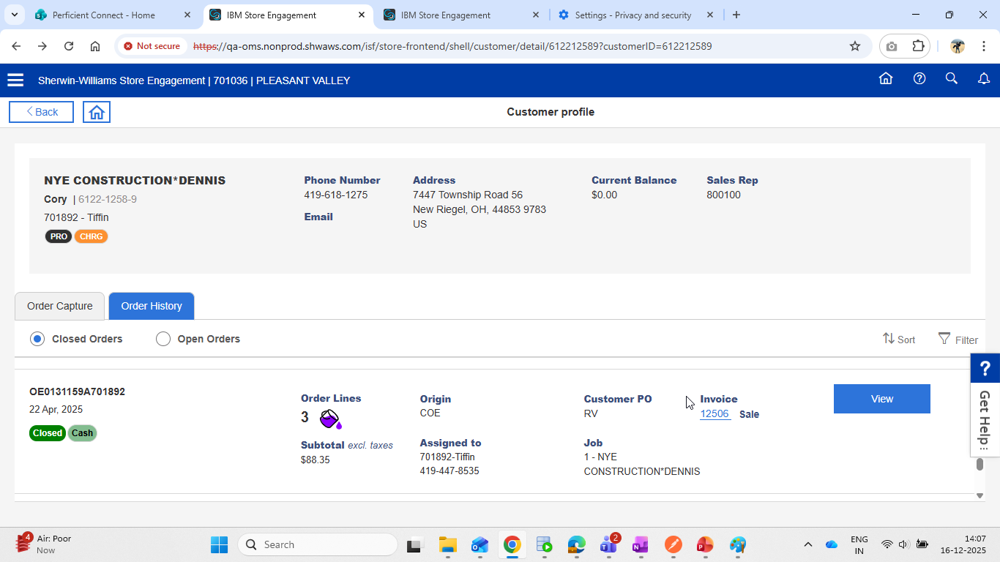 Perficient Connect - Home
IBM Store Engagement
IBM Store Engagement
Settings - Privacy and security
Not secure
https://qa-oms.nonprod.shwaws.com/isf/store-frontend/shell/customer/detail/612212589?customerID=612212589
Sherwin-Williams Store Engagement | 701036 | PLEASANT VALLEY
Back
Customer profile
NYE CONSTRUCTION*DENNIS
Cory | 6122-1258-9
701892 - Tiffin
PRO CHRG
Phone Number
419-618-1275
Email
Address
7447 Township Road 56
New Riegel, OH, 44853 9783
US
Current Balance
$0.00
Sales Rep
800100
Order Capture
Order History
Closed Orders
Open Orders
Sort
Filter
OE0131159A701892
22 Apr, 2025
Closed Cash
Order Lines
3
Subtotal excl. taxes
$88.35
Origin
COE
Assigned to
701892-Tiffin
419-447-8535
Customer PO
RV
Job
1 - NYE
CONSTRUCTION*DENNIS
Invoice
12506 Sale
View
?
Get Help
4
Air: Poor
Now
Search
2
ENG
IN
14:07
16-12-2025